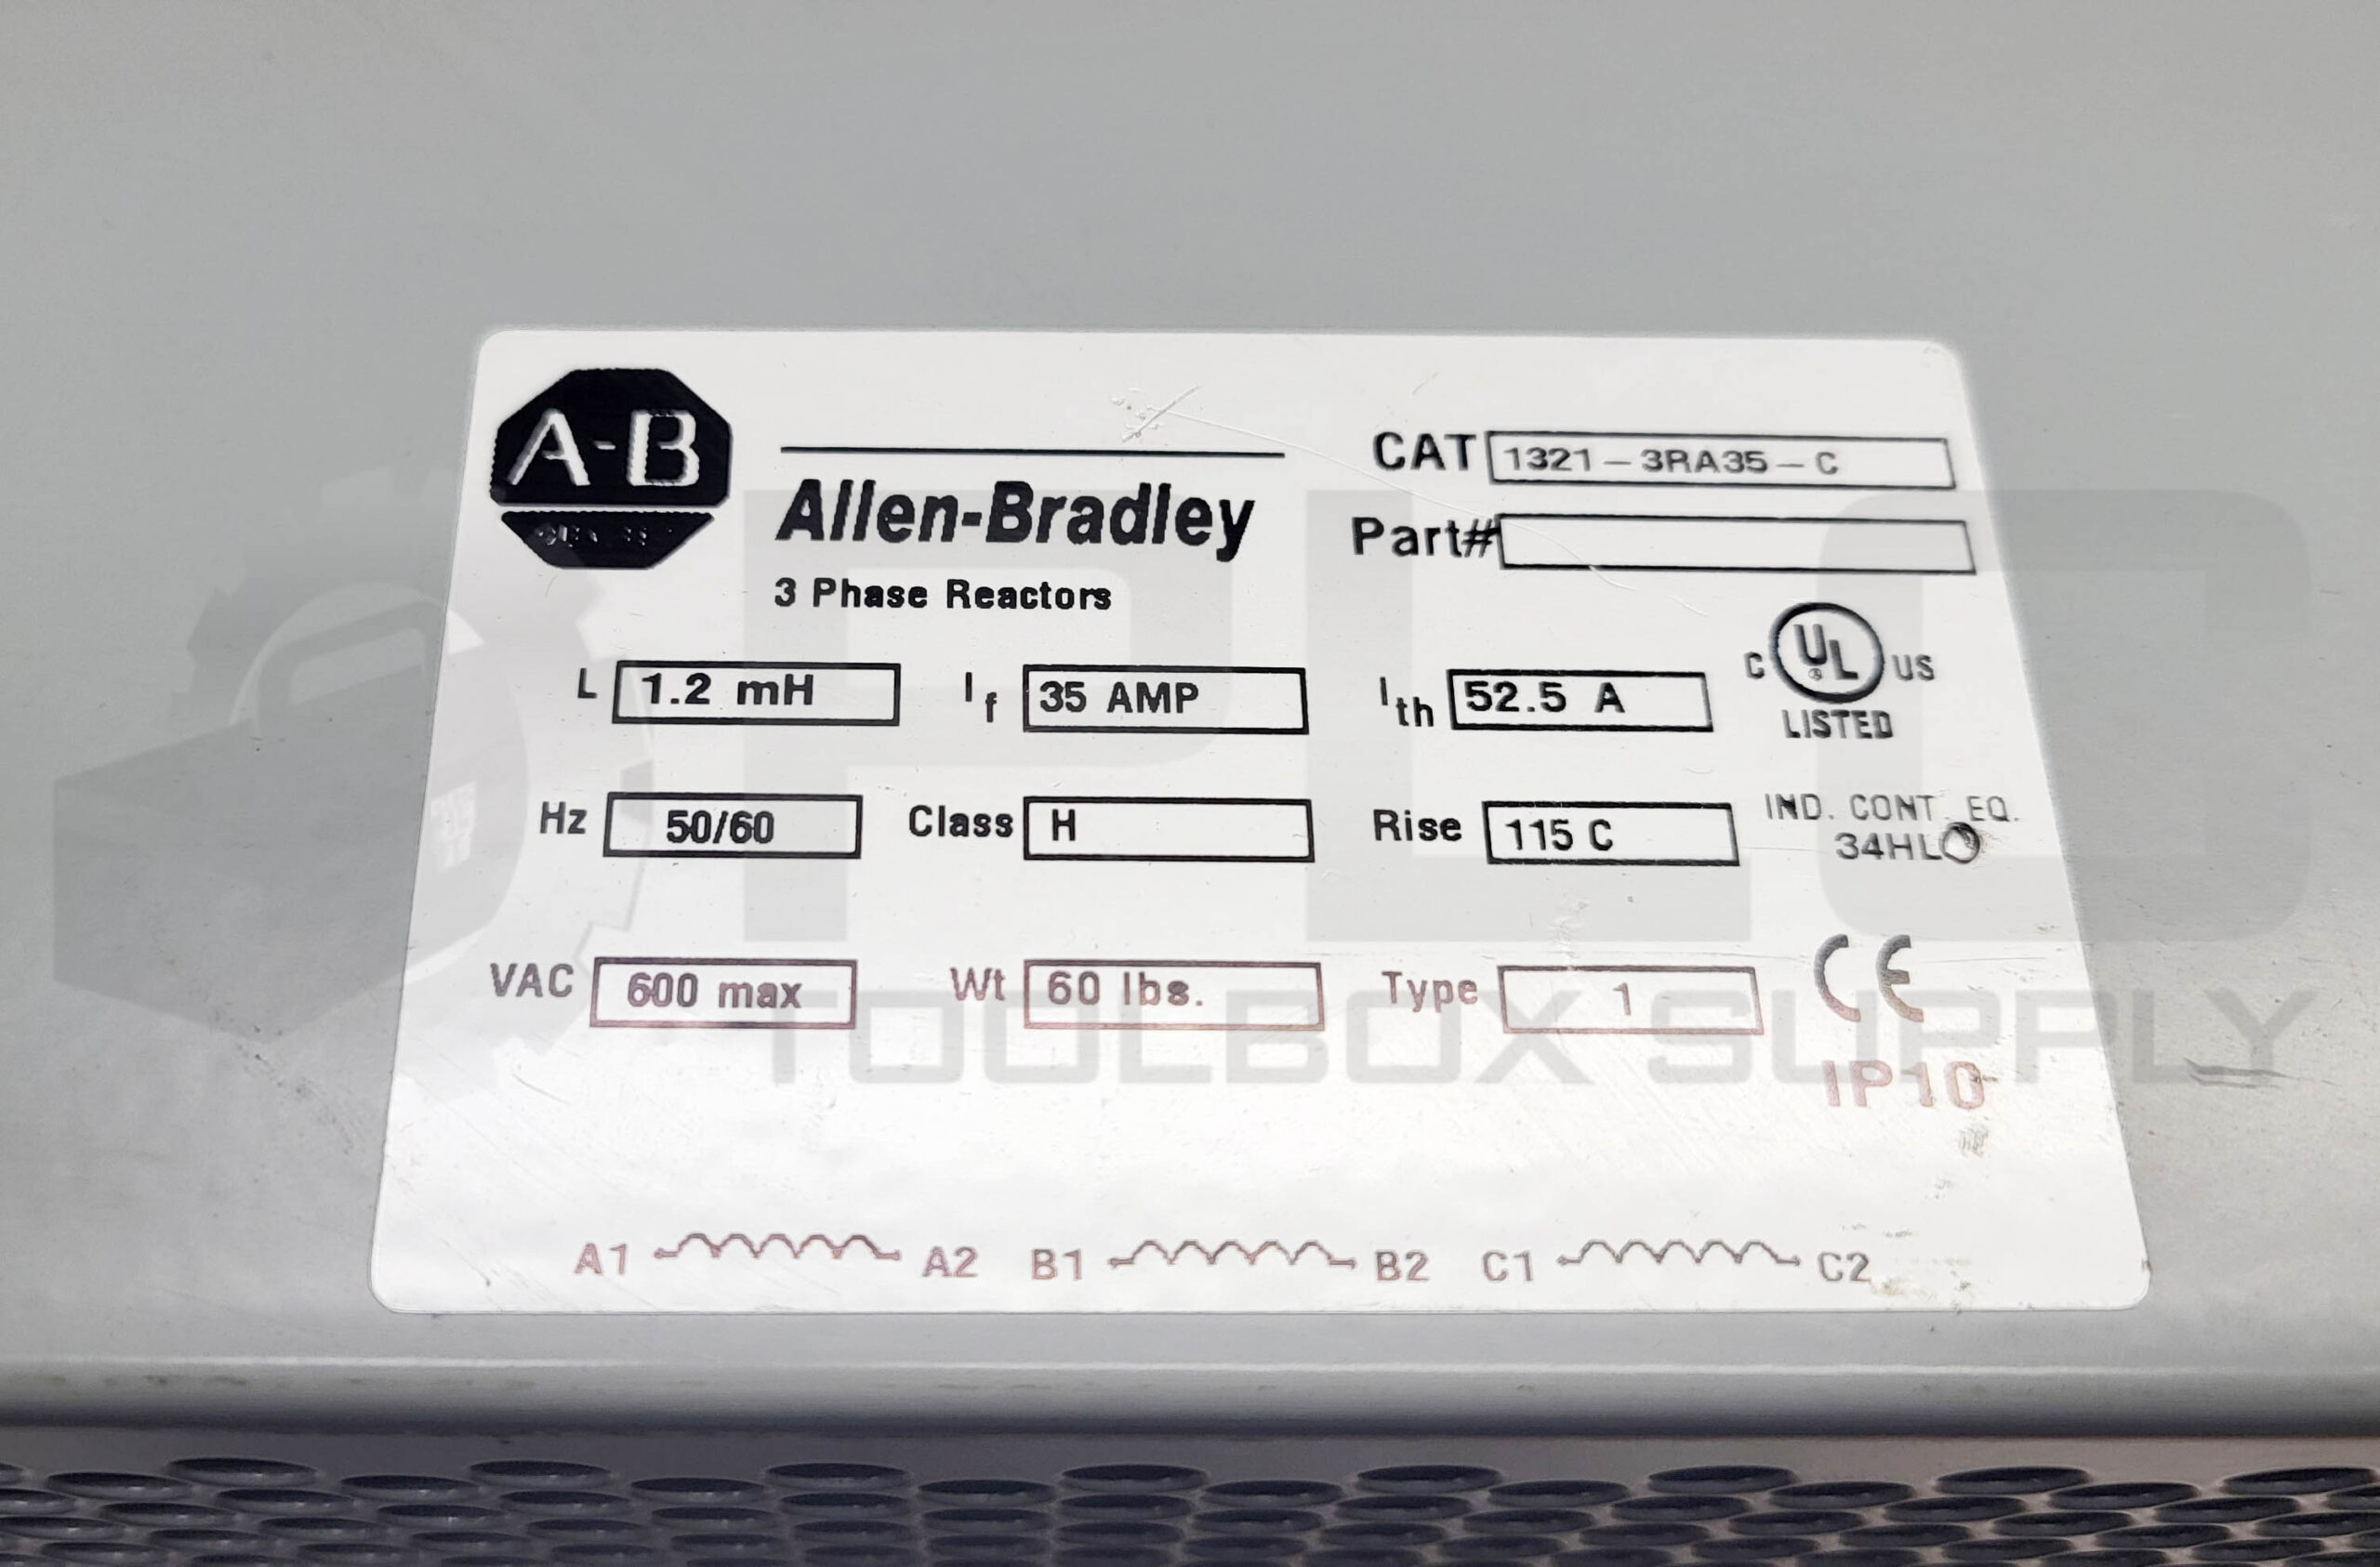 A-B
Allen-Bradley
3 Phase Reactors
CAT 1321-3RA35-C
Part#
L 1.2 mH
If 35 AMP
Ith 52.5 A
C UL ® US
LISTED
Hz 50/60
Class H
Rise 115 C
IND. CONT. EQ.
34HL
VAC 600 max
Wt 60 lbs.
Type 1
CE
IP10
A1 A2 B1 B2 C1 C2
PLC
TOOLBOX SUPPLY